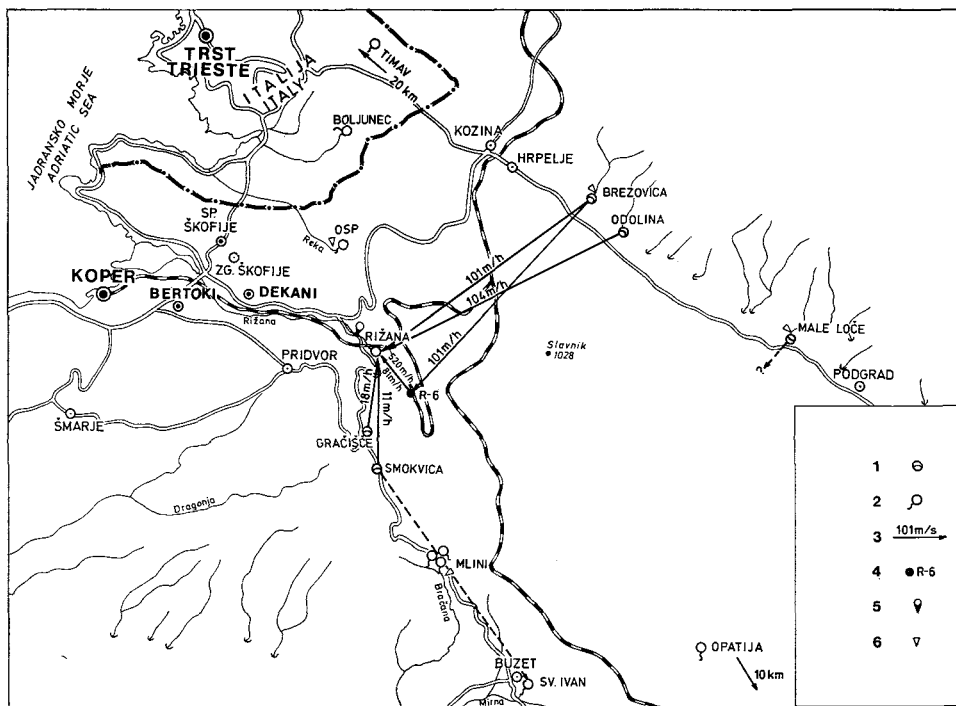 TRST
TRIESTE
ITALIJA
ITALY
TIMAV
20 km
JADRANSKO MORJE
ADRIATIC SEA
BOLJUNEC
KOZINA
HRPELJE
BREZOVICA
ODOLINA
SP.
ŠKOFIJE
Reka
OSP
ZG. ŠKOFIJE
KOPER
BERTOKI
DEKANI
Rižana
RIŽANA
101m/h
104m/h
101m/h
Slavnik
1028
MALE LOČE
?
PODGRAD
PRIDVOR
520m/h
81m/h
R-6
18m/h
11m/h
ŠMARJE
GRAČIŠČE
SMOKVICA
Dragonja
MLINI
Bračana
BUZET
SV. IVAN
Mirna
OPATIJA
10 km
1
2
3 101m/s
4 R-6
5
6